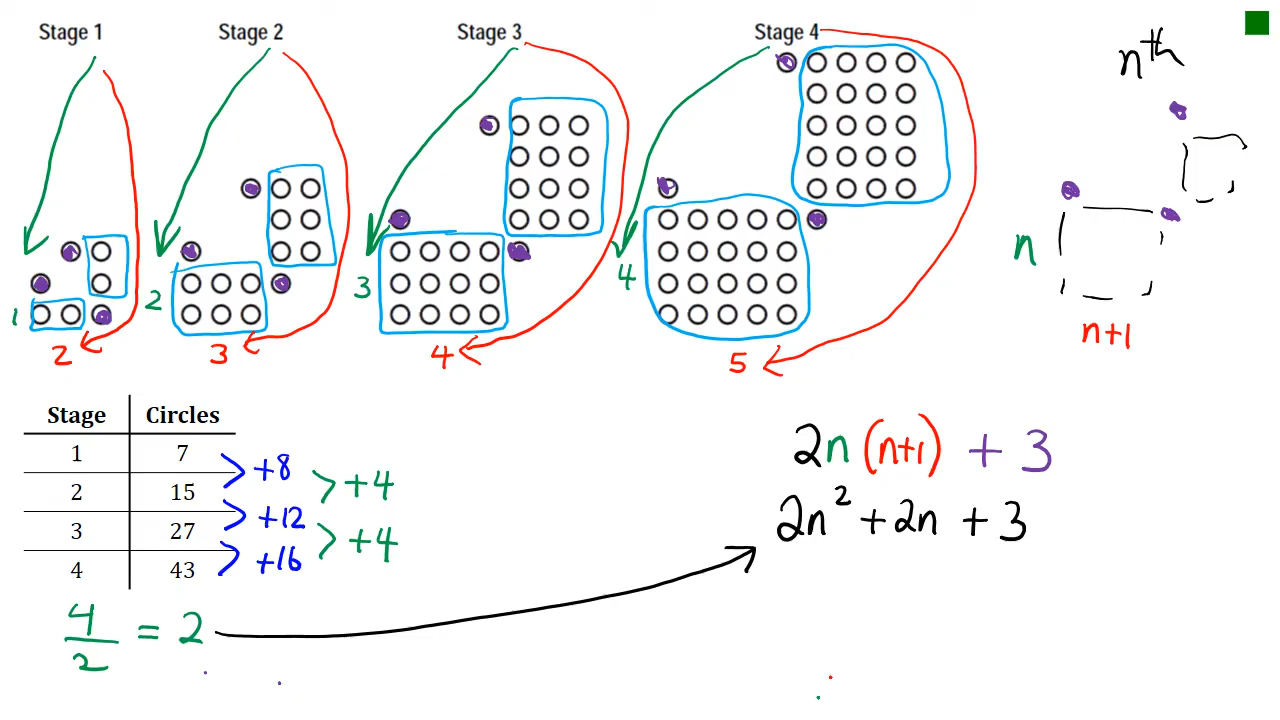 Stage 1
Stage 2
Stage 3
Stage 4
nth
n
n+1
1
2
2
3
3
4
4
5
Stage Circles
1 7
2 15
3 27
4 43
+8
+12
+16
+4
+4
4/2 = 2
2n(n+1) + 3
2n² + 2n + 3